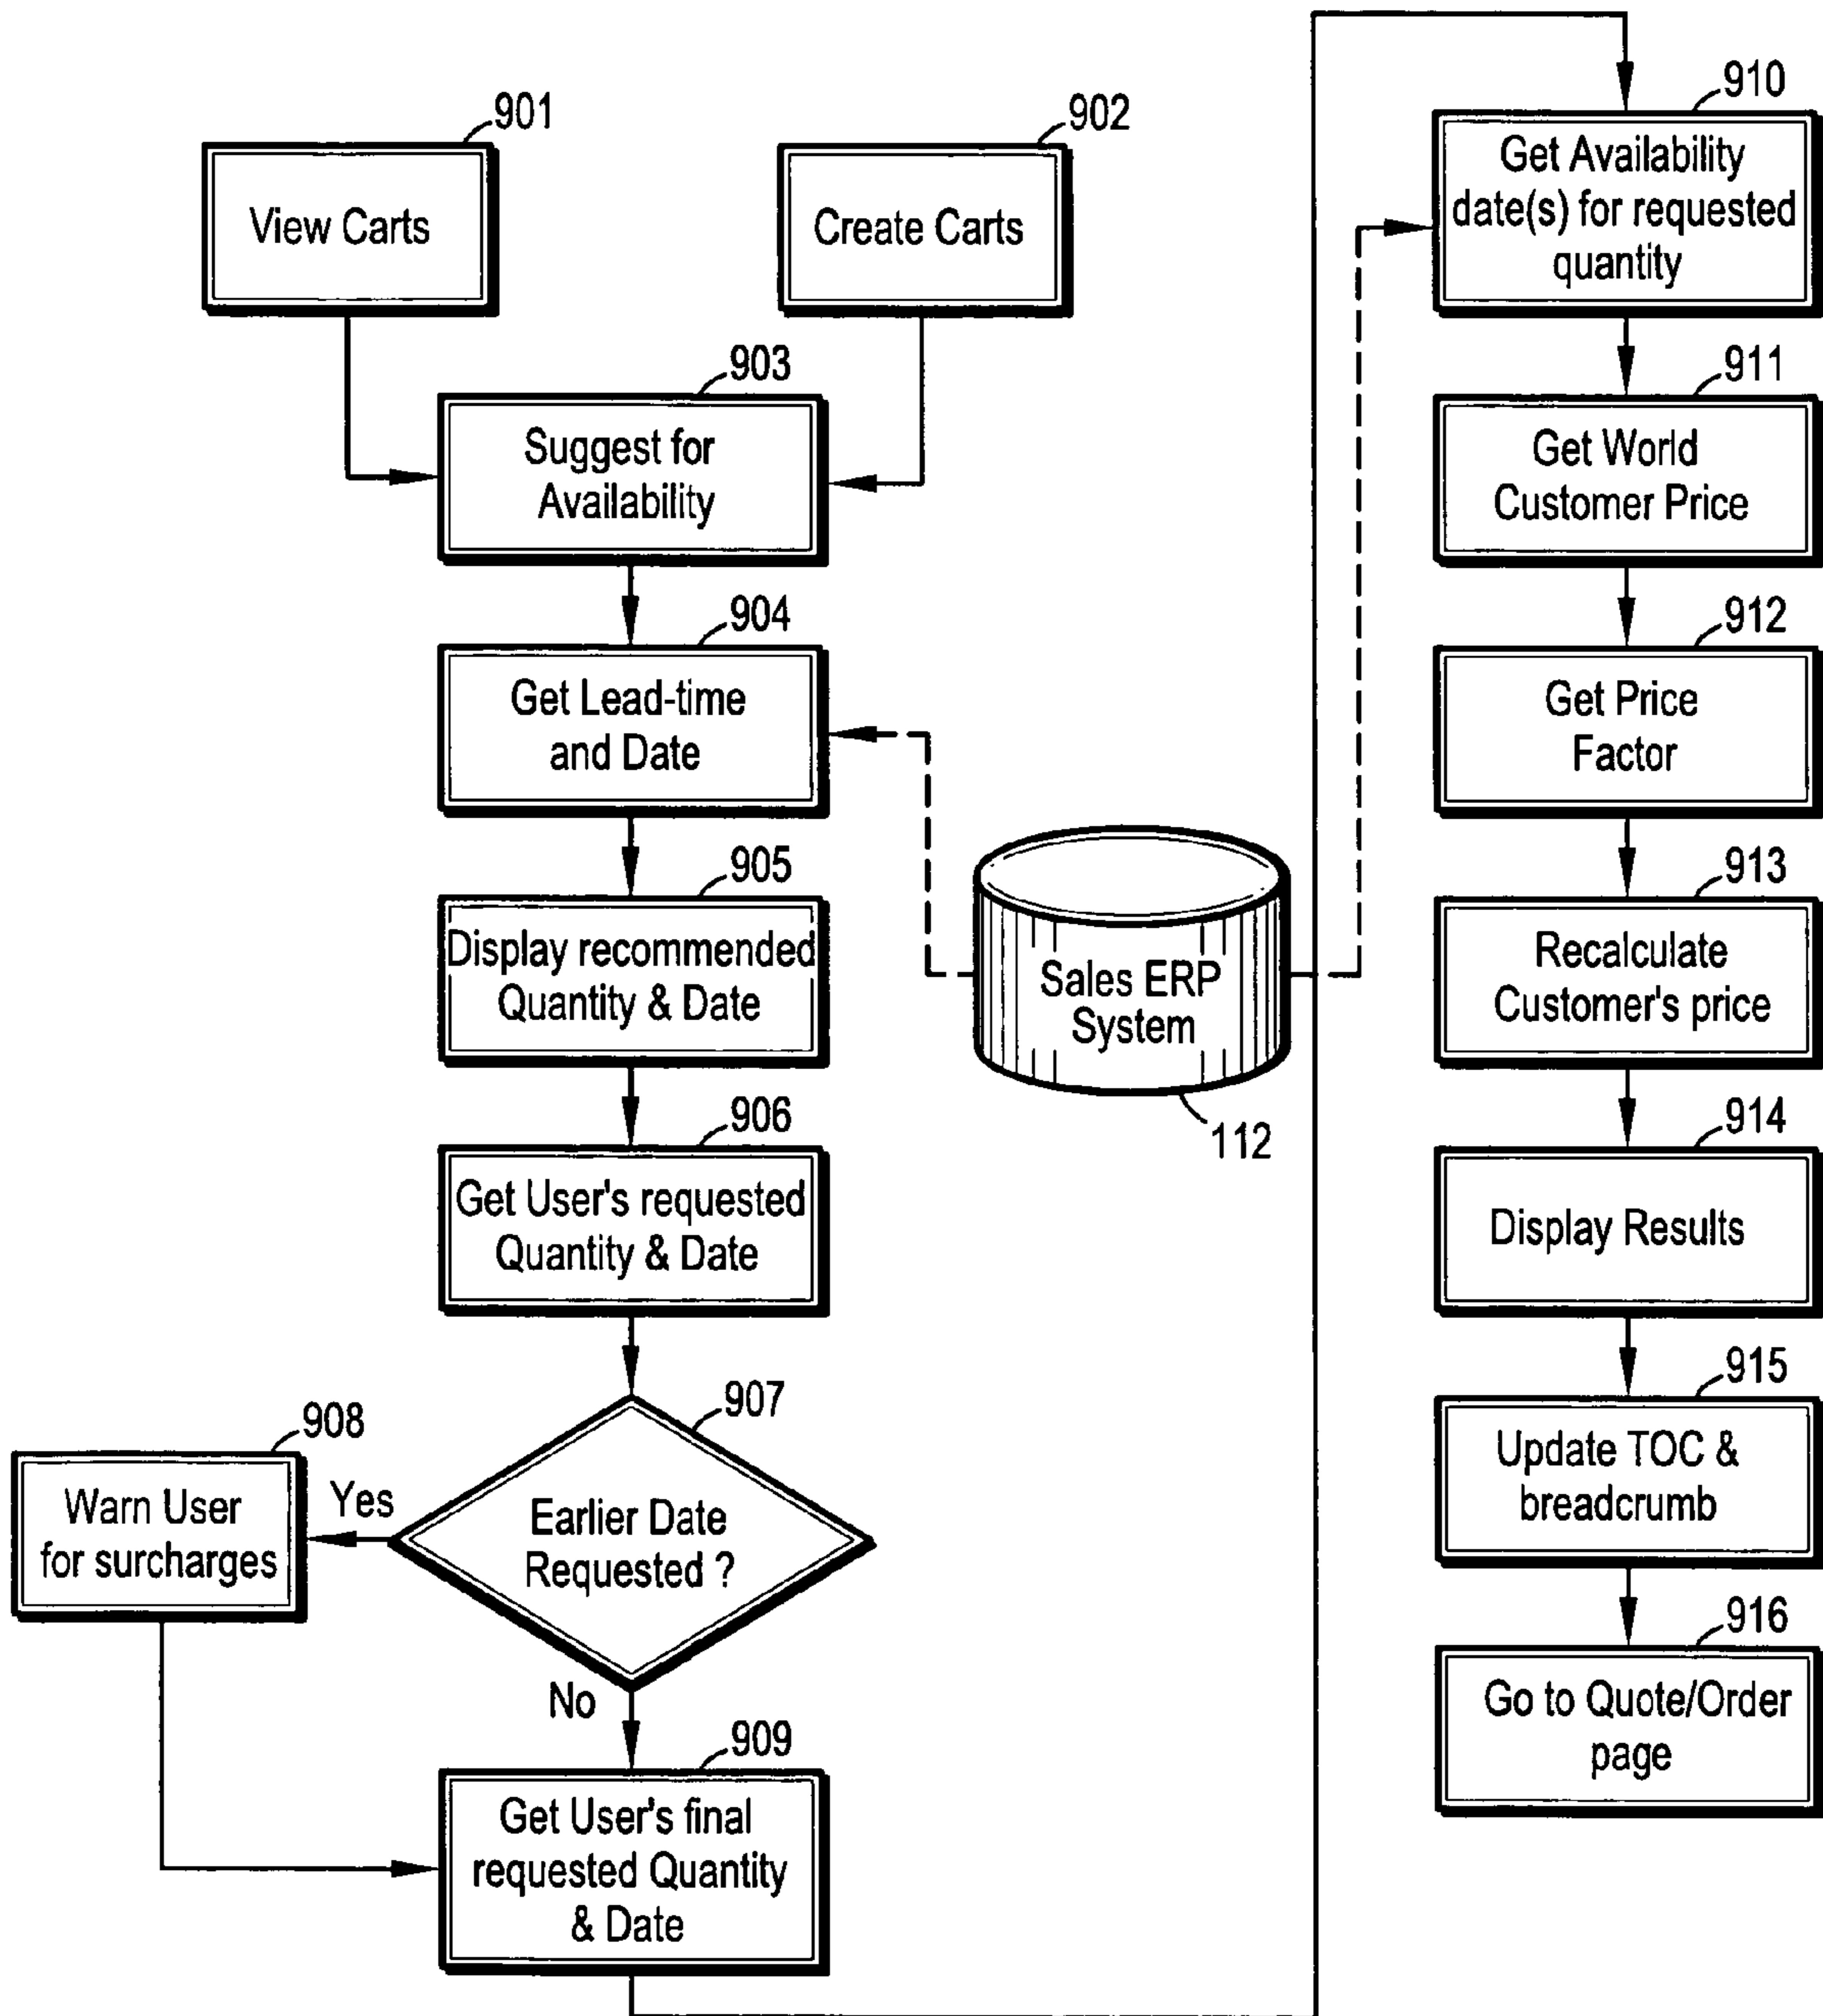 901
View Carts
902
Create Carts
903
Suggest for
Availability
904
Get Lead-time
and Date
905
Display recommended
Quantity & Date
906
Get User's requested
Quantity & Date
907
Earlier Date
Requested ?
Yes
No
908
Warn User
for surcharges
909
Get User's final
requested Quantity
& Date
Sales ERP
System
112
910
Get Availability
date(s) for requested
quantity
911
Get World
Customer Price
912
Get Price
Factor
913
Recalculate
Customer's price
914
Display Results
915
Update TOC &
breadcrumb
916
Go to Quote/Order
page